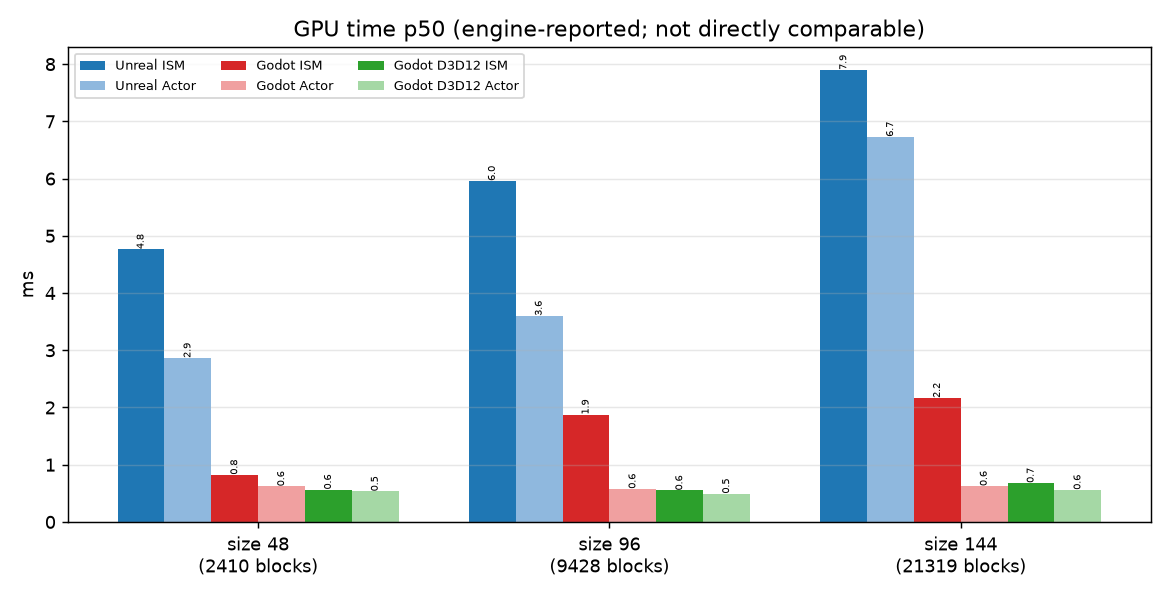 GPU time p50 (engine-reported; not directly comparable)
Unreal ISM
Unreal Actor
Godot ISM
Godot Actor
Godot D3D12 ISM
Godot D3D12 Actor
ms
8
7
6
5
4
3
2
1
0
4.8
2.9
0.8
0.6
0.6
0.5
6.0
3.6
1.9
0.6
0.6
0.5
7.9
6.7
2.2
0.6
0.7
0.6
size 48
(2410 blocks)
size 96
(9428 blocks)
size 144
(21319 blocks)